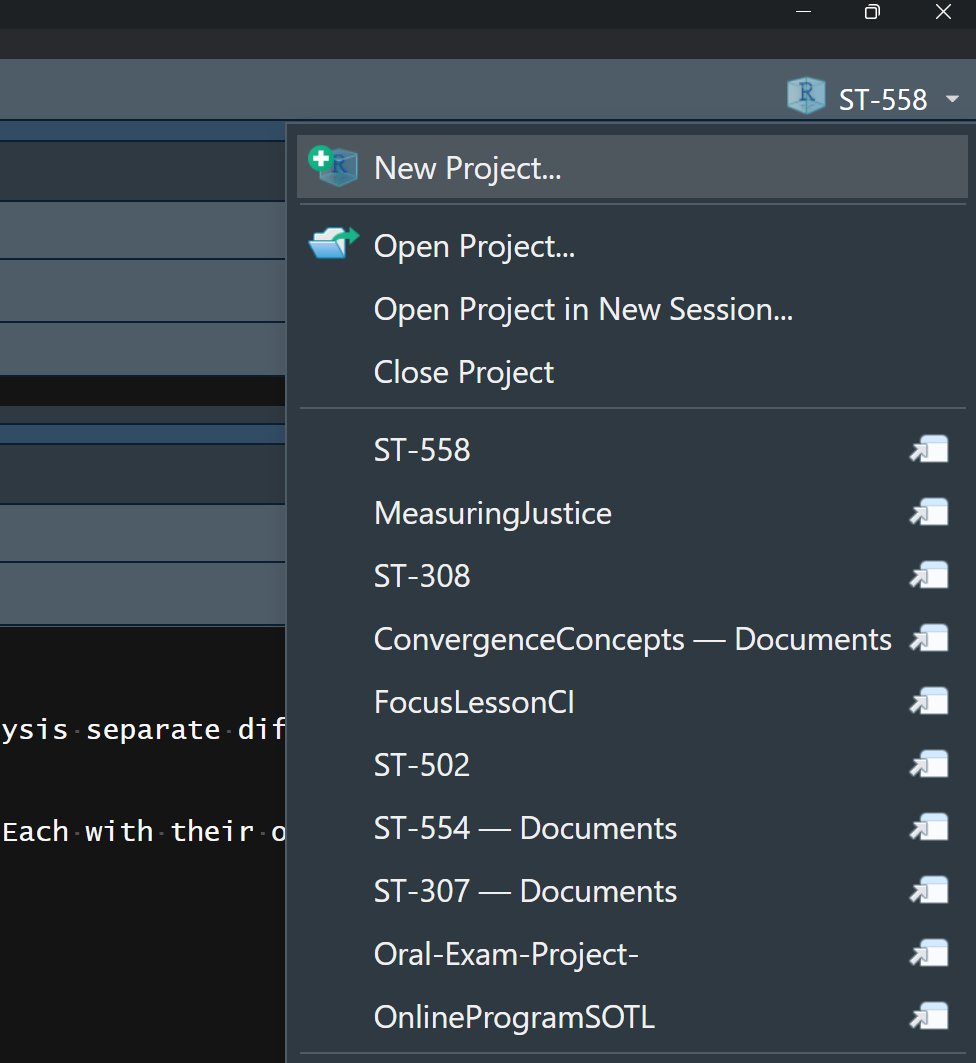 ST-558
New Project...
Open Project...
Open Project in New Session...
Close Project
ST-558
MeasuringJustice
ST-308
ConvergenceConcepts — Documents
FocusLessonCI
ysis separate dif
ST-502
ST-554 — Documents
Each with their o
ST-307 — Documents
Oral-Exam-Project-
OnlineProgramSOTL